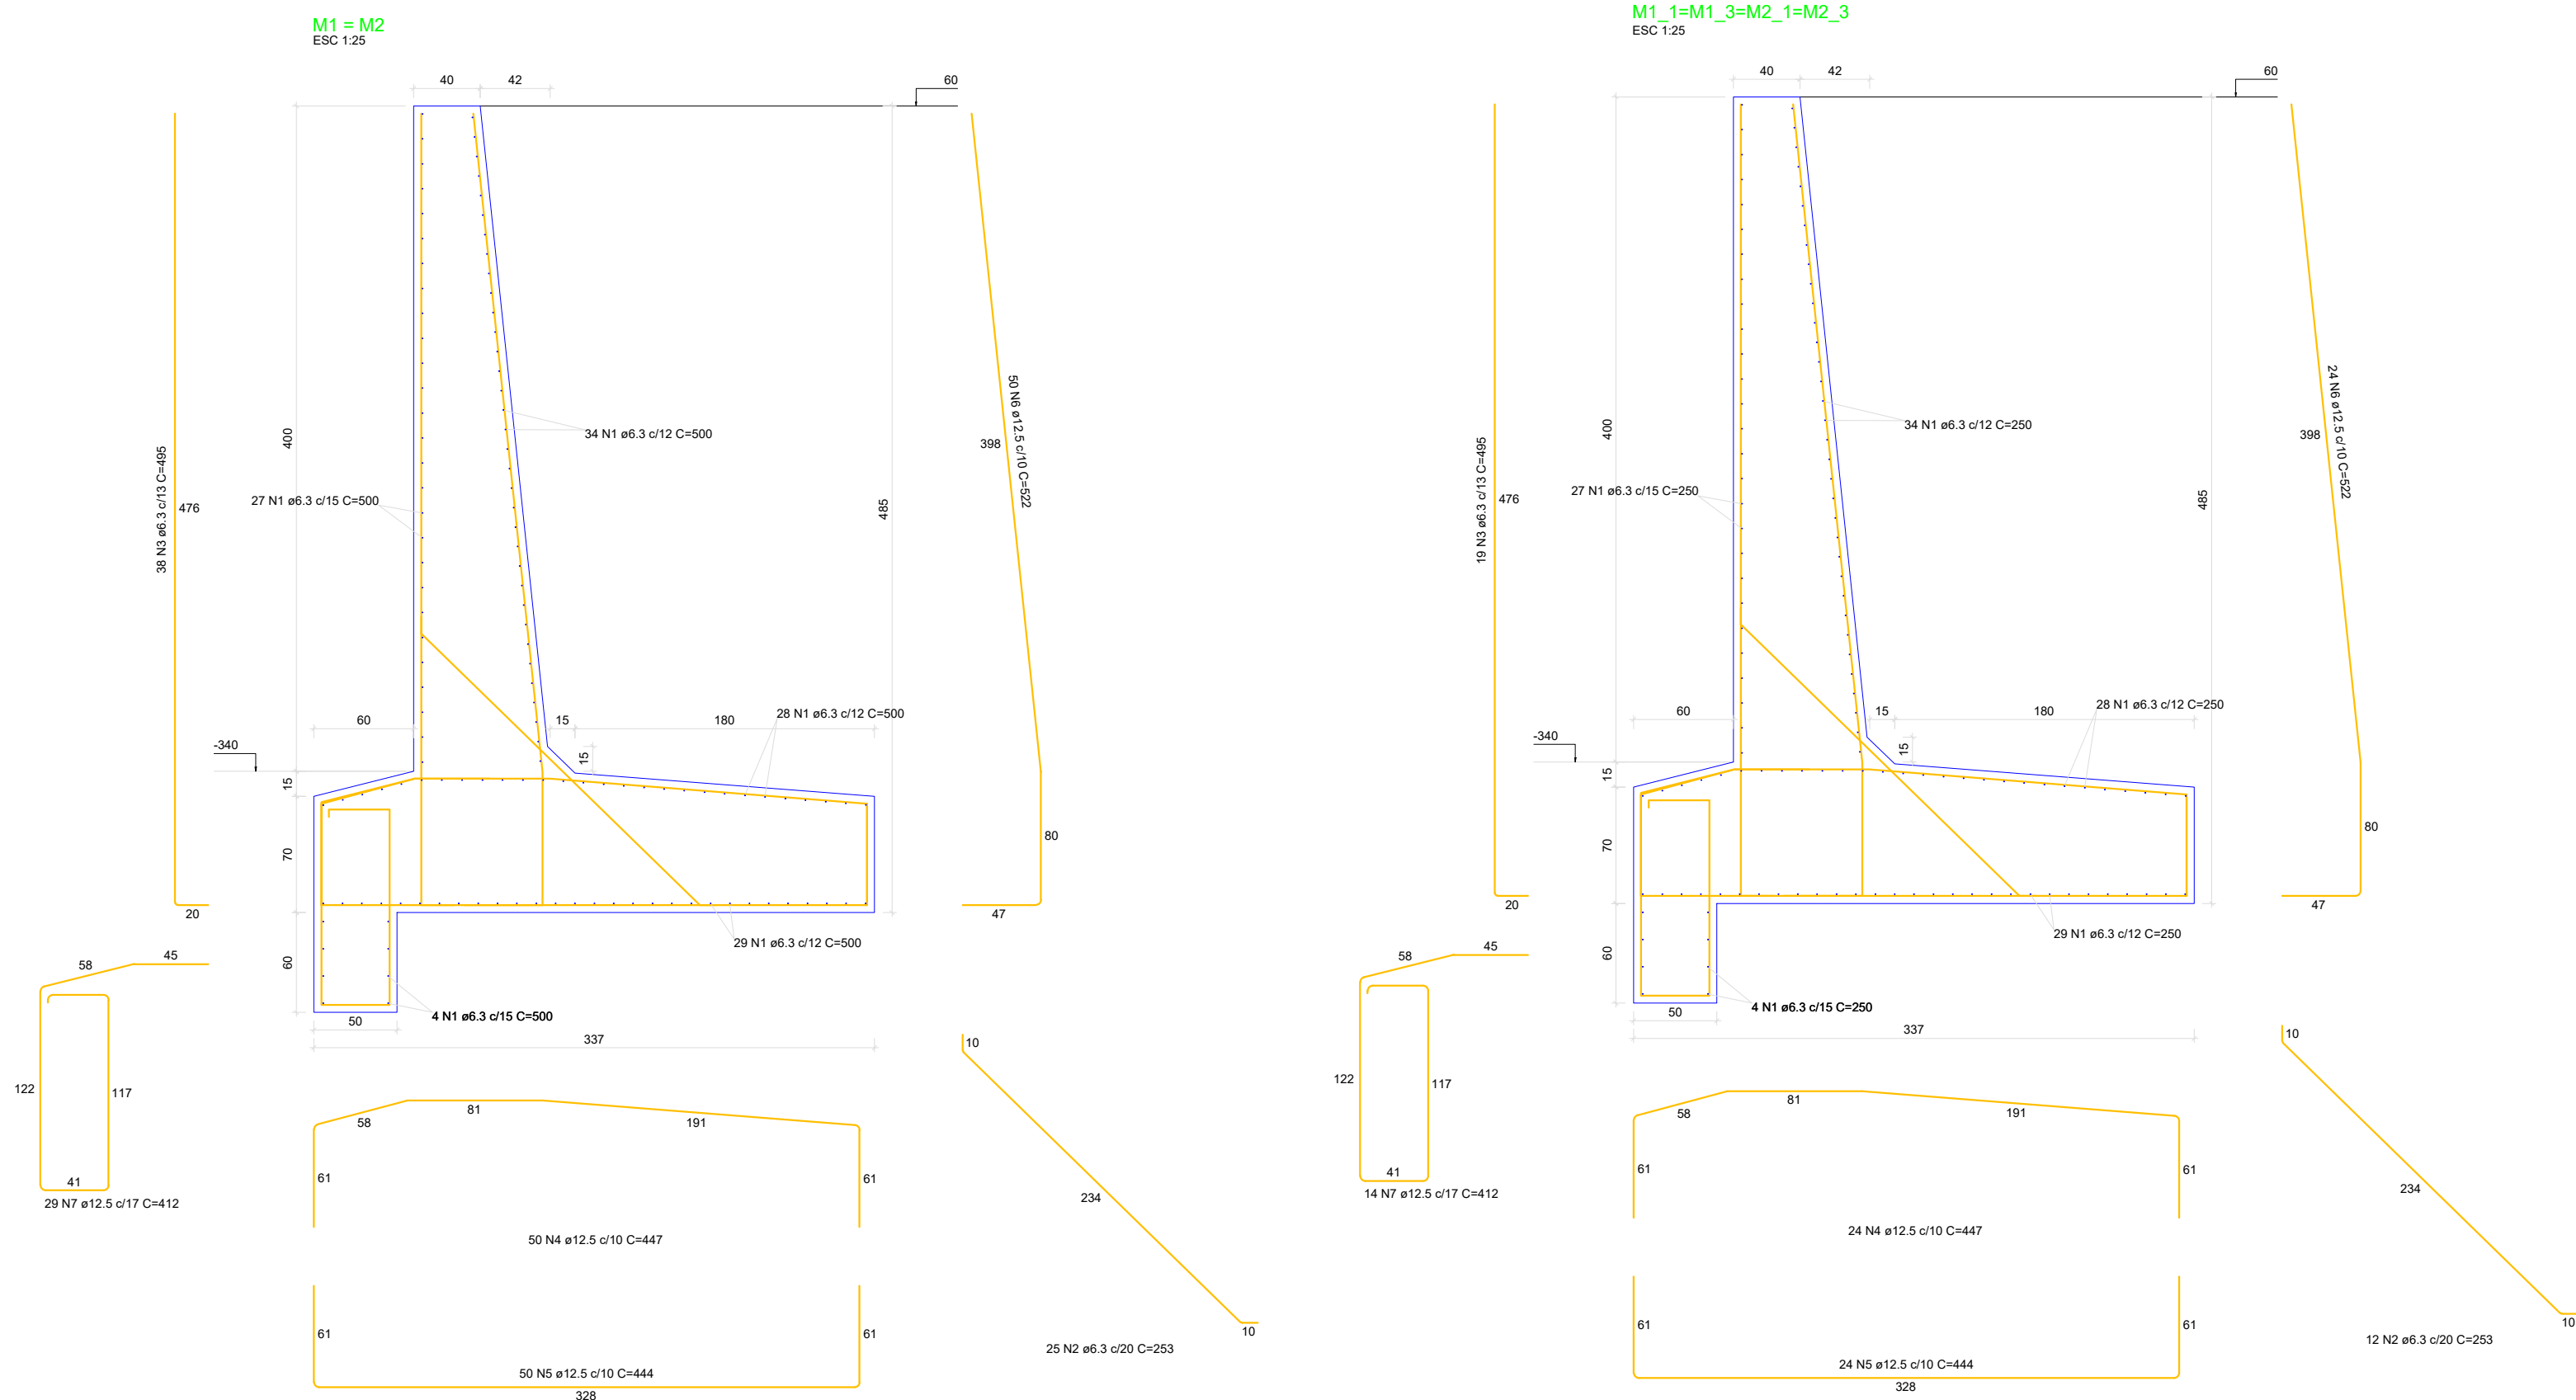 M1 = M2
ESC 1:25
40
42
60
400
38 N3 ø6.3 c/13 C=495
476
20
34 N1 ø6.3 c/12 C=500
27 N1 ø6.3 c/15 C=500
485
50 N6 ø12.5 c/10 C=522
398
80
47
60
-340
15
15
180
28 N1 ø6.3 c/12 C=500
15
70
60
29 N1 ø6.3 c/12 C=500
4 N1 ø6.3 c/15 C=500
50
337
58
45
122
117
41
29 N7 ø12.5 c/17 C=412
58
81
191
61
61
50 N4 ø12.5 c/10 C=447
61
61
50 N5 ø12.5 c/10 C=444
328
10
234
10
25 N2 ø6.3 c/20 C=253
M1_1=M1_3=M2_1=M2_3
ESC 1:25
40
42
60
400
19 N3 ø6.3 c/13 C=495
476
20
34 N1 ø6.3 c/12 C=250
27 N1 ø6.3 c/15 C=250
485
24 N6 ø12.5 c/10 C=522
398
80
47
60
-340
15
15
180
28 N1 ø6.3 c/12 C=250
15
70
60
29 N1 ø6.3 c/12 C=250
4 N1 ø6.3 c/15 C=250
50
337
58
45
122
117
41
14 N7 ø12.5 c/17 C=412
58
81
191
61
61
24 N4 ø12.5 c/10 C=447
61
61
24 N5 ø12.5 c/10 C=444
328
10
234
10
12 N2 ø6.3 c/20 C=253